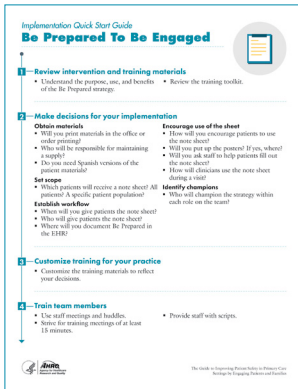 Implementation Quick Start Guide
Be Prepared To Be Engaged
1
Review intervention and training materials
• Understand the purpose, use, and benefits
of the Be Prepared strategy.
• Review the training toolkit.
2
Make decisions for your implementation
Obtain materials
• Will you print materials in the office or
order printing?
• Who will be responsible for maintaining
a supply?
• Do you need Spanish versions of the
patient materials?
Set scope
• Which patients will receive a note sheet? All
patients? A specific patient population?
Establish workflow
• When will you give patients the note sheet?
• Who will give patients the note sheet?
• Where will you document Be Prepared in
the EHR?
Encourage use of the sheet
• How will you encourage patients to use
the note sheet?
• Will you put up the posters? If yes, where?
• Will you ask staff to help patients fill out
the note sheet?
• How will clinicians use the note sheet
during a visit?
Identify champions
• Who will champion the strategy within
each role on the team?
3
Customize training for your practice
• Customize the training materials to reflect
your decisions.
4
Train team members
• Use staff meetings and huddles.
• Strive for training meetings of at least
15 minutes.
• Provide staff with scripts.
AHRQ
Agency for Healthcare
Research and Quality
The Guide to Improving Patient Safety in Primary Care
Settings by Engaging Patients and Families